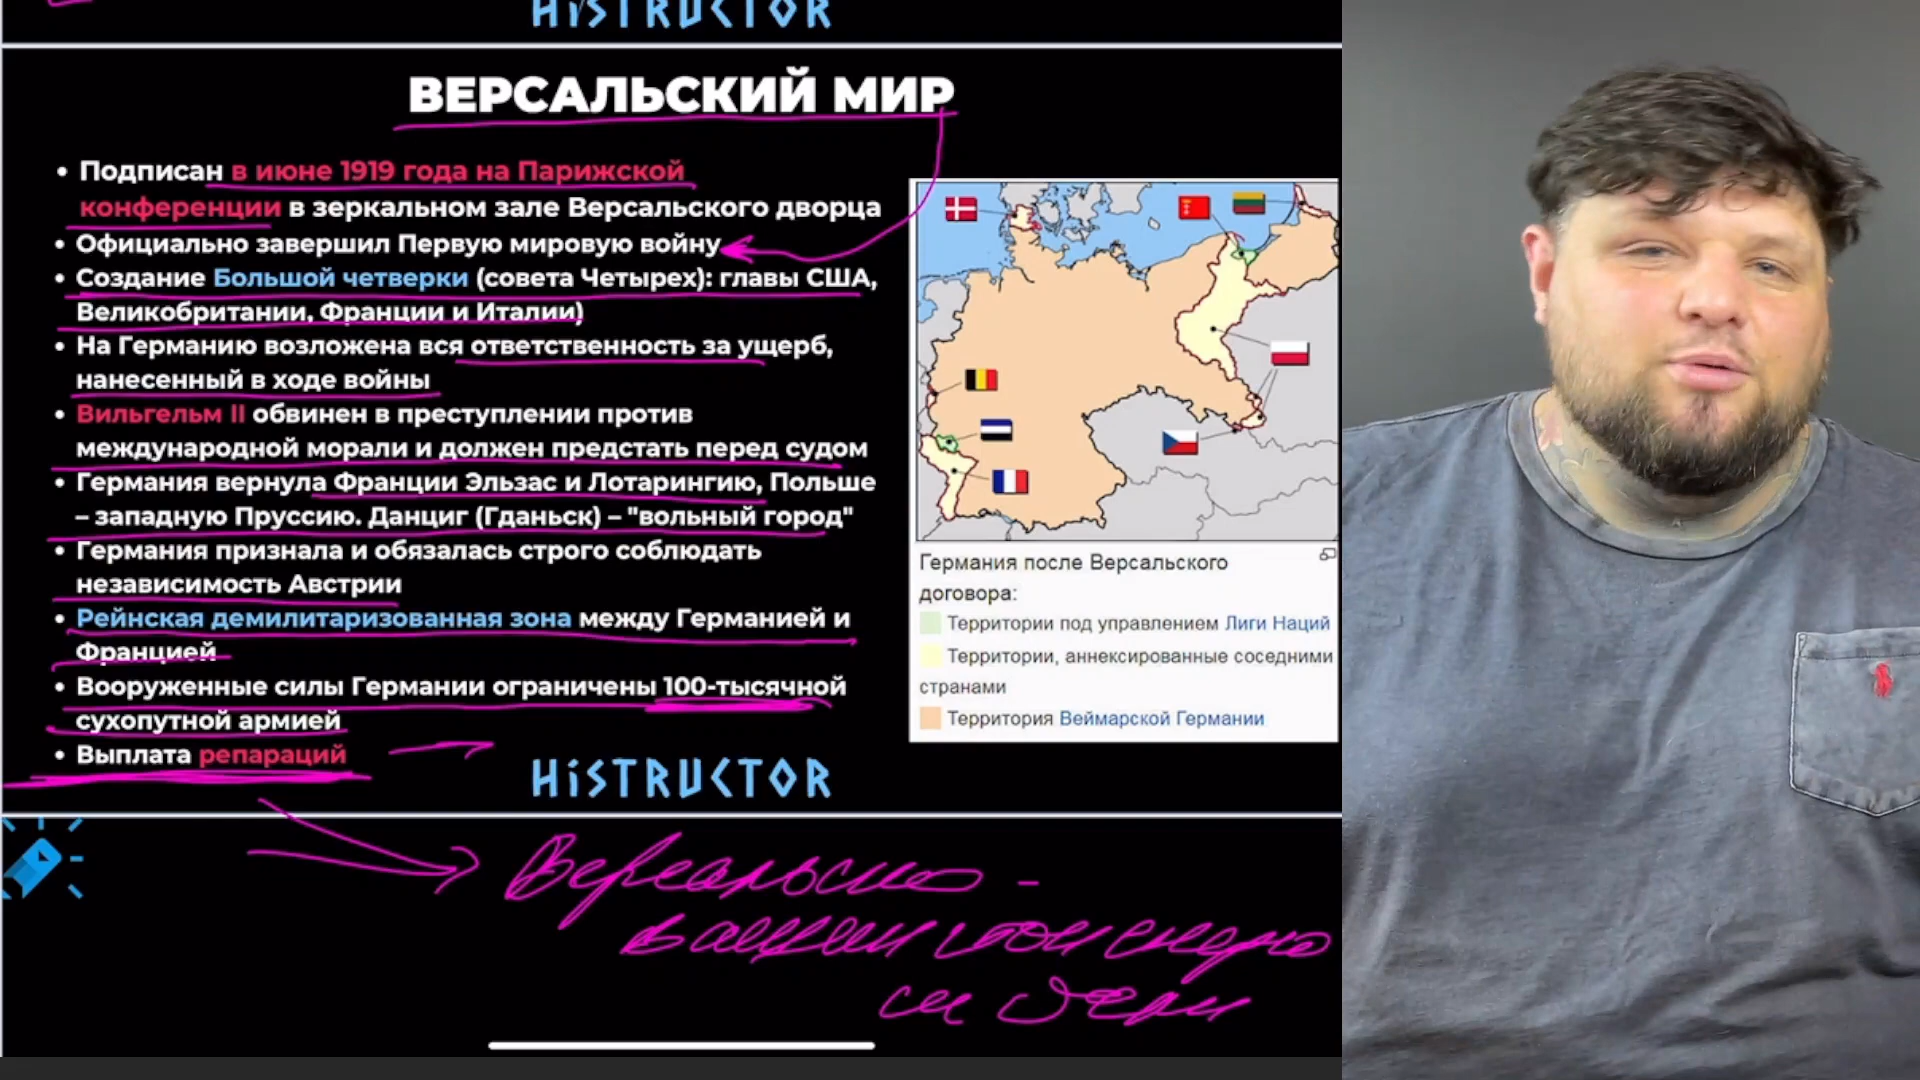 HiSTRUCTOR
ВЕРСАЛЬСКИЙ МИР
• Подписан в июне 1919 года на Парижской
конференции в зеркальном зале Версальского дворца
• Официально завершил Первую мировую войну
• Создание Большой четверки (совета Четырех): главы США,
Великобритании, Франции и Италии)
• На Германию возложена вся ответственность за ущерб,
нанесенный в ходе войны
• Вильгельм II обвинен в преступлении против
международной морали и должен предстать перед судом
• Германия вернула Франции Эльзас и Лотарингию, Польше
– западную Пруссию. Данциг (Гданьск) – "вольный город"
• Германия признала и обязалась строго соблюдать
независимость Австрии
• Рейнская демилитаризованная зона между Германией и
Францией
• Вооруженные силы Германии ограничены 100-тысячной
сухопутной армией
• Выплата репараций
Германия после Версальского
договора:
Территории под управлением Лиги Наций
Территории, аннексированные соседними
странами
Территория Веймарской Германии
HiSTRUCTOR
Версальско -
вашингтонскую